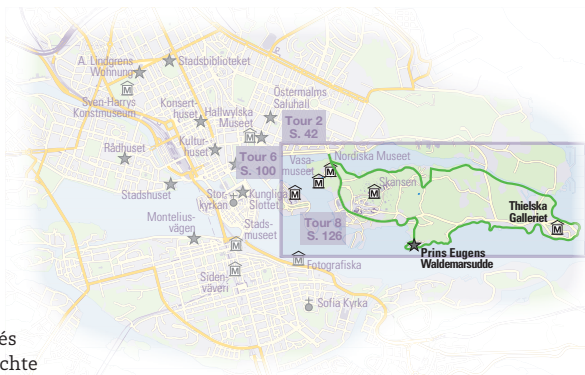 A. Lindgrens
Wohnung
Stadsbiblioteket
Sven-Harrys
Konstmuseum
Konsert-
huset
Hallwylska
Museet
Östermalms
Saluhall
Tour 2
S. 42
Rådhuset
Kultur-
huset
Tour 6
S. 100
Vasa-
museet
Nordiska Museet
Skansen
Stadshuset
Stor-
kyrkan
Kungliga
Slottet
Thielska
Galleriet
Montelius-
vägen
Stads-
museet
Tour 8
S. 126
Prins Eugens
Waldemarsudde
Fotografiska
Siden-
väven
Sofia Kyrka
és
chte